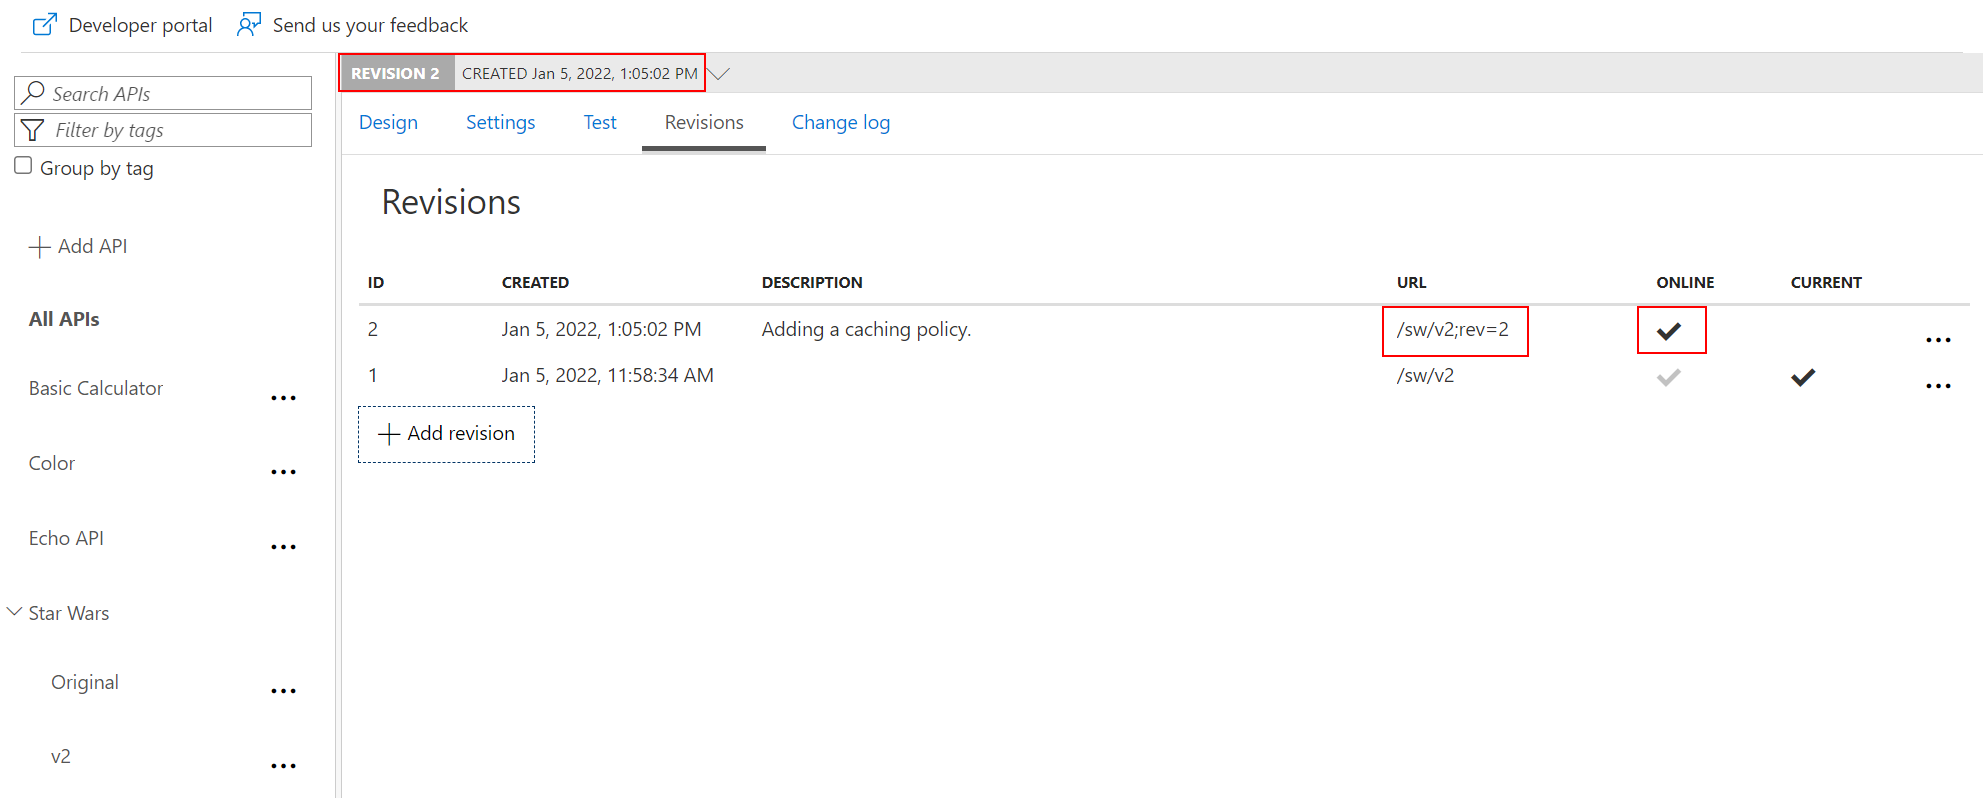 Developer portal Send us your feedback
Search APIs
Filter by tags
Group by tag
Add API
All APIs
Basic Calculator
Color
Echo API
Star Wars
Original
v2
REVISION 2 CREATED Jan 5, 2022, 1:05:02 PM
Design Settings Test Revisions Change log
Revisions
ID CREATED DESCRIPTION URL ONLINE CURRENT
2 Jan 5, 2022, 1:05:02 PM Adding a caching policy. /sw/v2;rev=2
1 Jan 5, 2022, 11:58:34 AM /sw/v2
Add revision